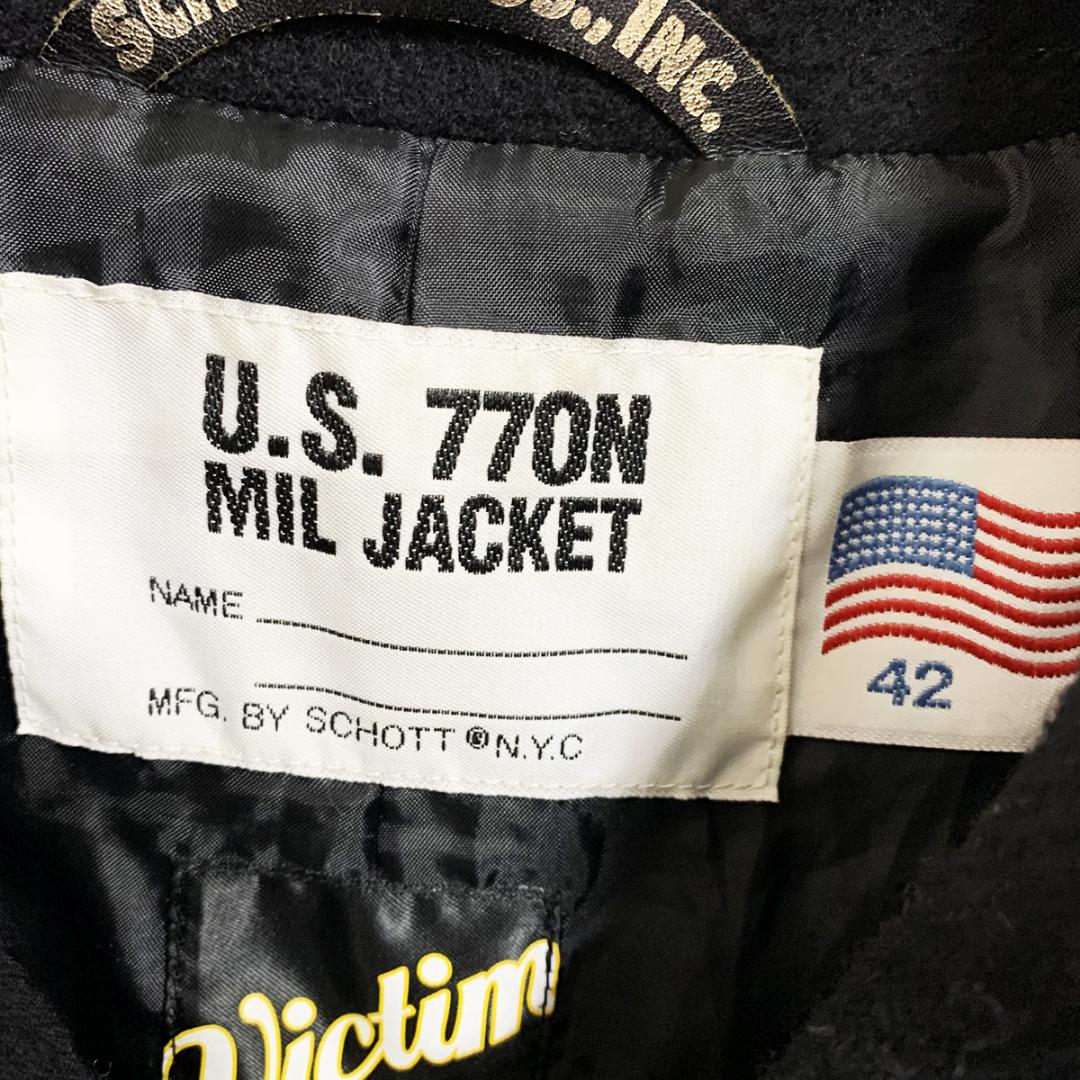 Inc.
U.S. 770N
MIL JACKET
NAME
MFG. BY SCHOTT ® N.Y.C
42
Victim